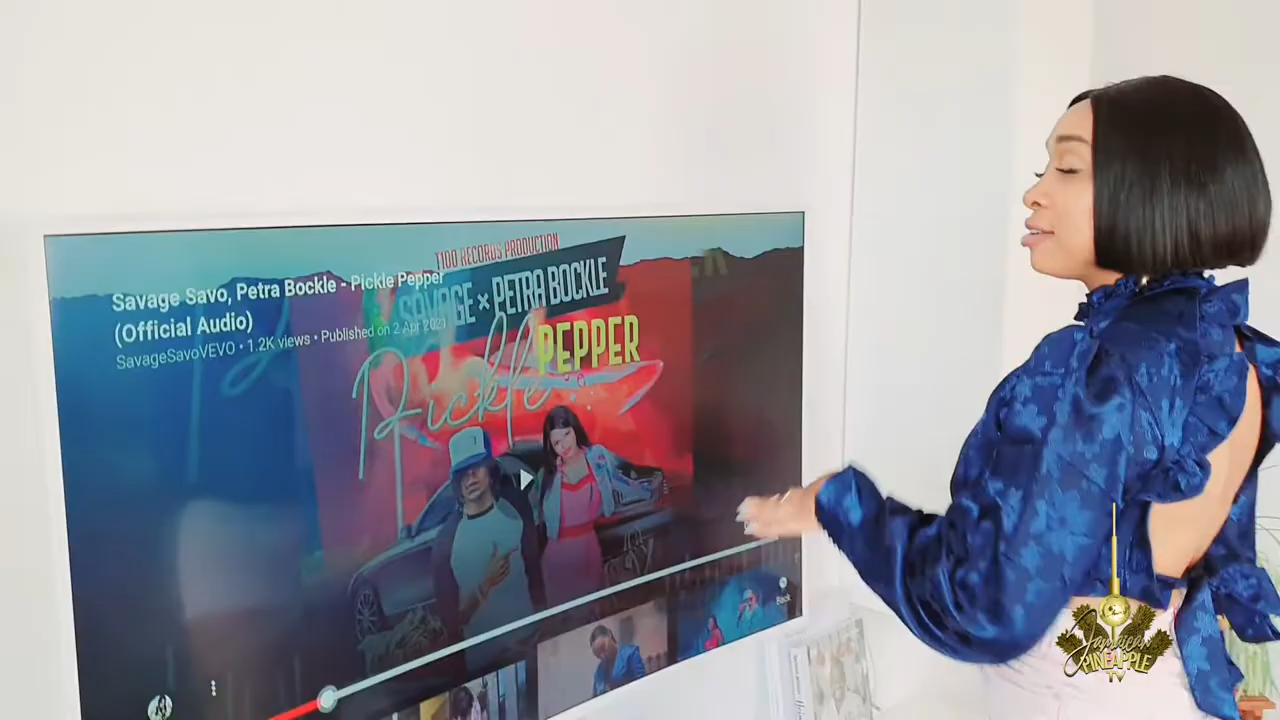 T100 RECORDS PRODUCTION
SAVAGE × PETRA BOCKLE
Savage Savo, Petra Bockle - Pickle Pepper
(Official Audio)
SavageSavoVEVO • 1.2K views • Published on 2 Apr 2021
Pickle
PEPPER
Back
Jamaican
PINEAPPLE
TV